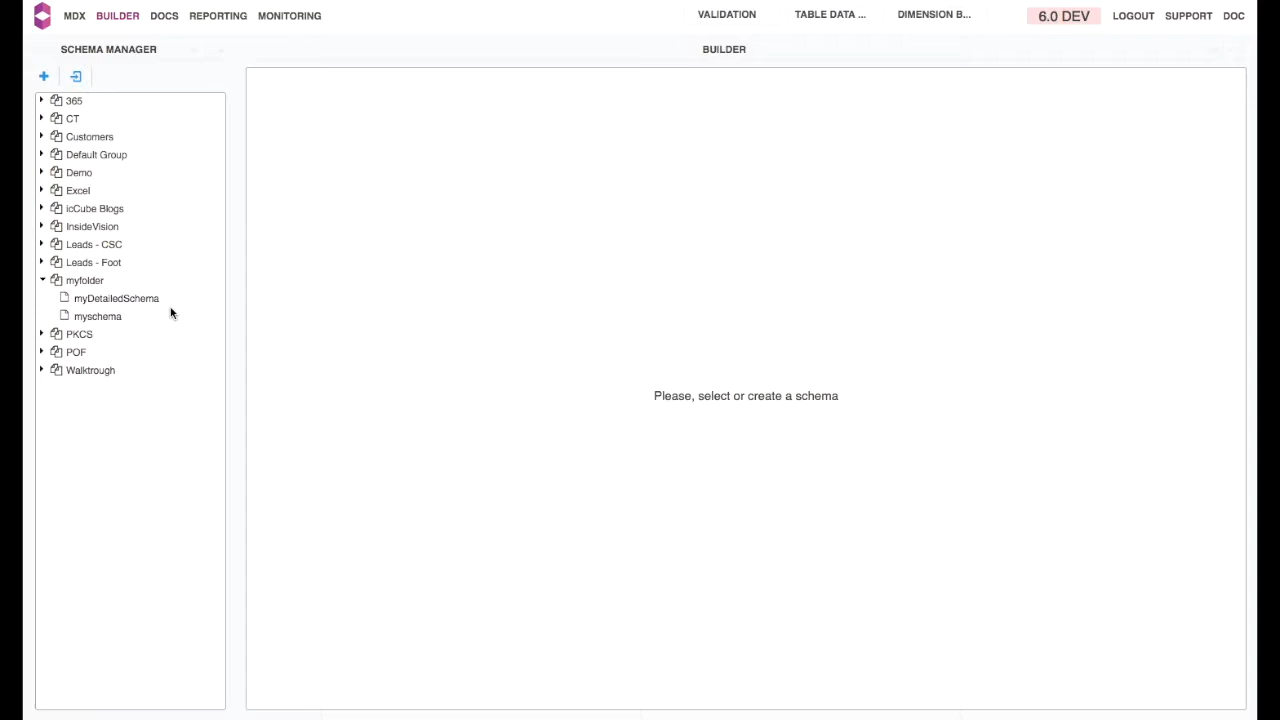 MDX BUILDER DOCS REPORTING MONITORING VALIDATION TABLE DATA ... DIMENSION B... 6.0 DEV LOGOUT SUPPORT DOC
SCHEMA MANAGER BUILDER
365
CT
Customers
Default Group
Demo
Excel
icCube Blogs
InsideVision
Leads - CSC
Leads - Foot
myfolder
myDetailedSchema
myschema
PKCS
POF
Walktrough
Please, select or create a schema